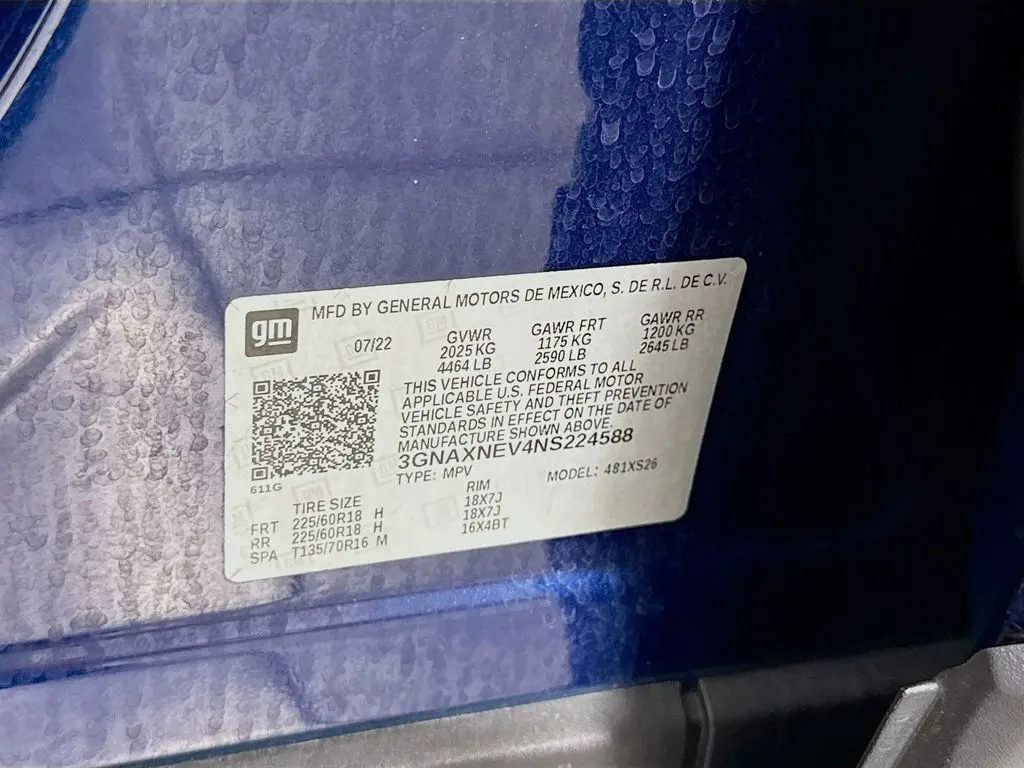 MFD BY GENERAL MOTORS DE MEXICO, S. DE R.L. DE C.V.
gm
07/22
GVWR GAWR FRT GAWR RR
2025 KG 1175 KG 1200 KG
4464 LB 2590 LB 2645 LB
THIS VEHICLE CONFORMS TO ALL
APPLICABLE U.S. FEDERAL MOTOR
VEHICLE SAFETY AND THEFT PREVENTION
STANDARDS IN EFFECT ON THE DATE OF
MANUFACTURE SHOWN ABOVE.
3GNAXNEV4NS224588
TYPE: MPV MODEL: 481XS26
611G
TIRE SIZE RIM
FRT 225/60R18 H 18X7J
RR 225/60R18 H 18X7J
SPA T135/70R16 M 16X4BT